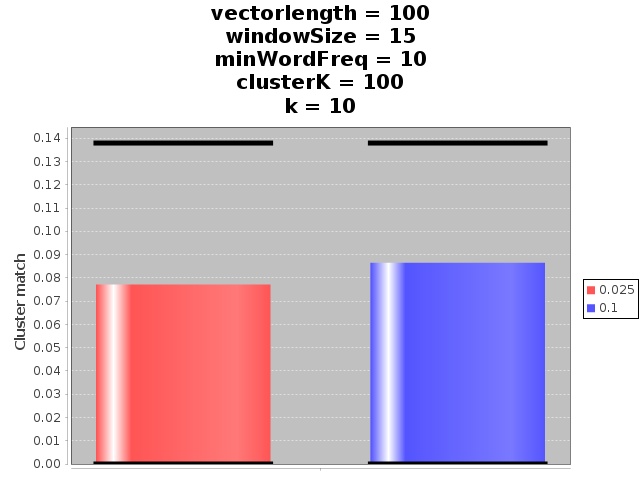 vectorlength = 100
windowSize = 15
minWordFreq = 10
clusterK = 100
k = 10
0.14
0.13
0.12
0.11
0.10
0.09
0.08
0.07
0.06
0.05
0.04
0.03
0.02
0.01
0.00
Cluster match
0.025
0.1